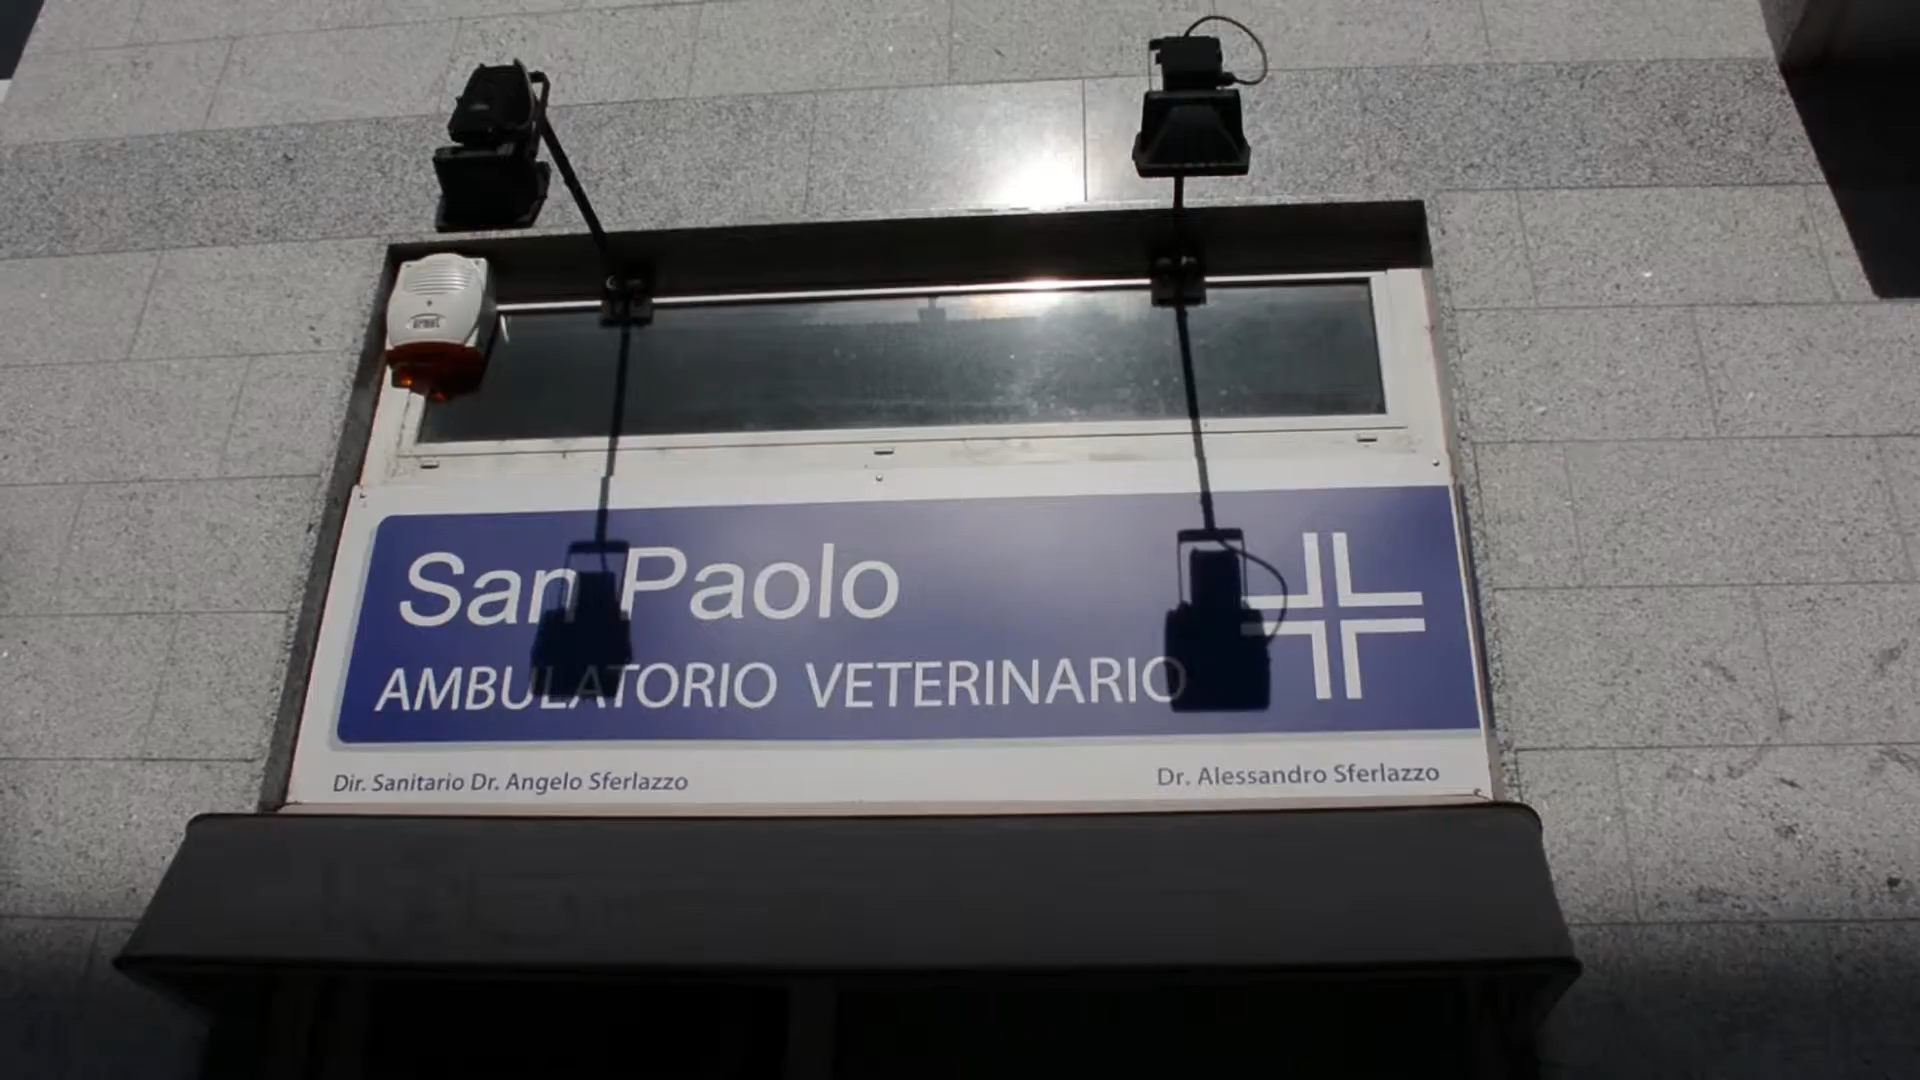 San Paolo
AMBULATORIO VETERINARIO
Dir. Sanitario Dr. Angelo Sferlazzo
Dr. Alessandro Sferlazzo